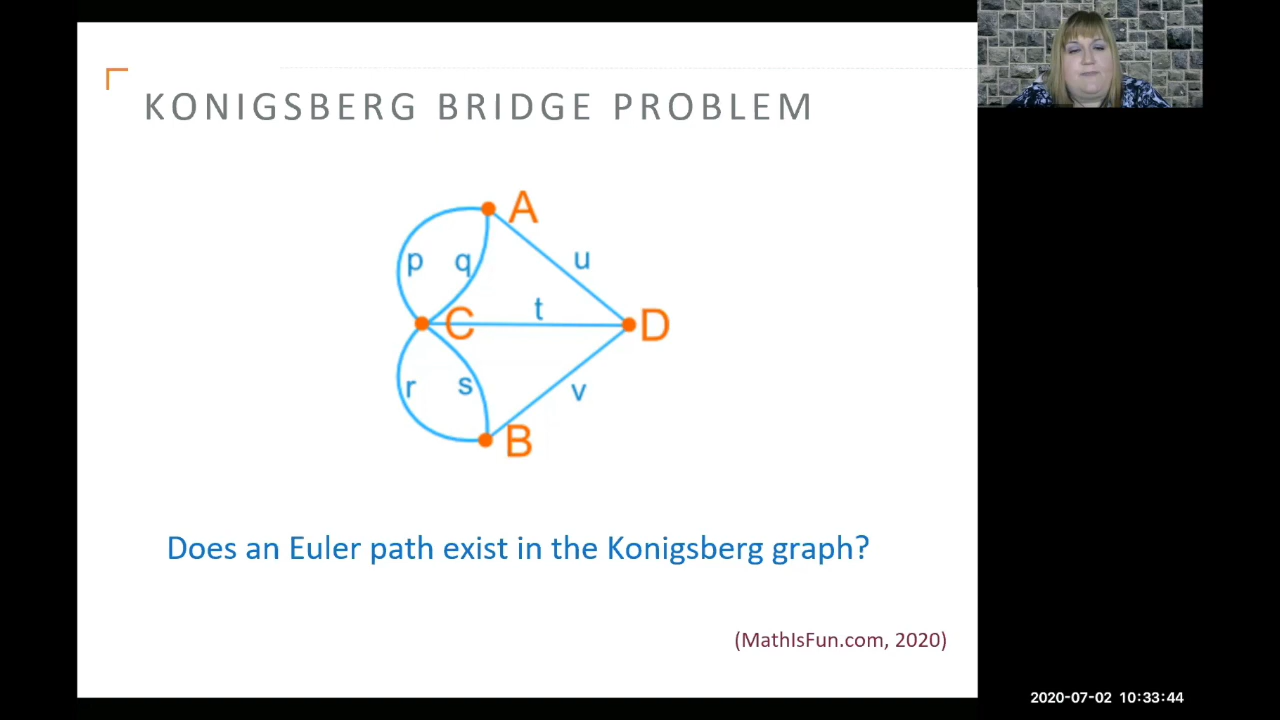 KONIGSBERG BRIDGE PROBLEM
A
p q u
t
C D
r s v
B
Does an Euler path exist in the Konigsberg graph?
(MathIsFun.com, 2020)
2020-07-02 10:33:44